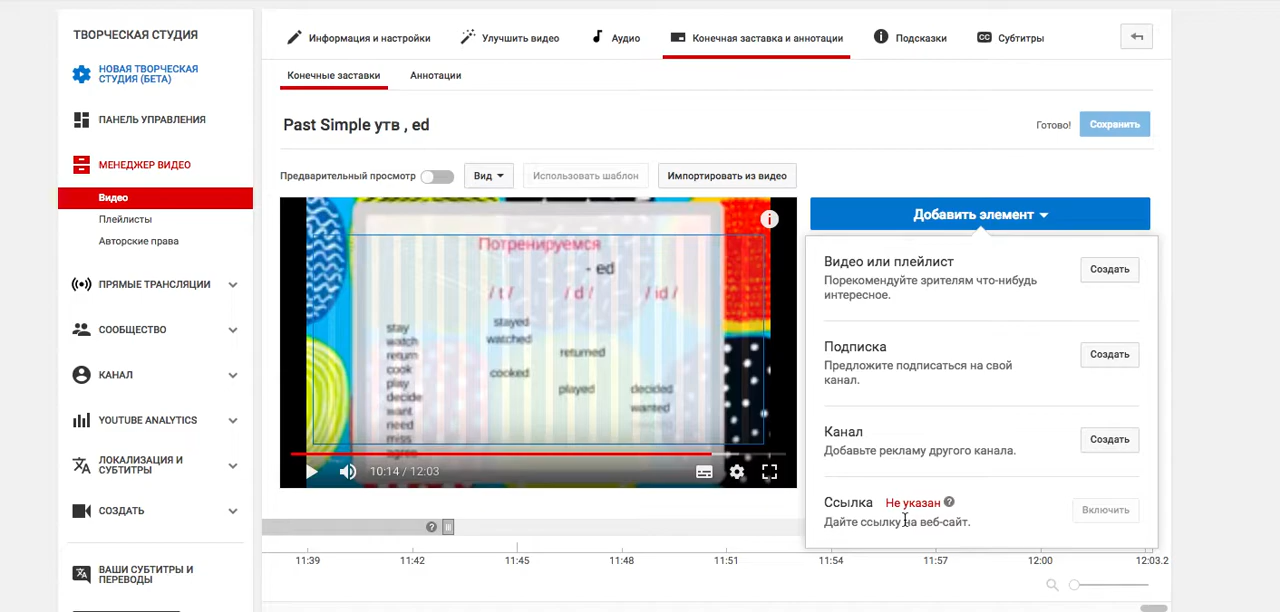 ТВОРЧЕСКАЯ СТУДИЯ
НОВАЯ ТВОРЧЕСКАЯ
СТУДИЯ (БЕТА)
ПАНЕЛЬ УПРАВЛЕНИЯ
МЕНЕДЖЕР ВИДЕО
Видео
Плейлисты
Авторские права
ПРЯМЫЕ ТРАНСЛЯЦИИ
СООБЩЕСТВО
КАНАЛ
YOUTUBE ANALYTICS
ЛОКАЛИЗАЦИЯ И
СУБТИТРЫ
СОЗДАТЬ
ВАШИ СУБТИТРЫ И
ПЕРЕВОДЫ
Информация и настройки
Улучшить видео
Аудио
Конечная заставка и аннотации
Подсказки
CC Субтитры
Конечные заставки
Аннотации
Past Simple утв , ed
Готово!
Сохранить
Предварительный просмотр
Вид
Использовать шаблон
Импортировать из видео
Потренируемся
- ed
/ t / / d / / id /
stay
watch
return
cook
play
decide
want
need
miss
agree
stayed
watched
cooked
returned
played
decided
wanted
10:14 / 12:03
Добавить элемент
Видео или плейлист
Порекомендуйте зрителям что-нибудь
интересное.
Создать
Подписка
Предложите подписаться на свой
канал.
Создать
Канал
Добавьте рекламу другого канала.
Создать
Ссылка Не указан ?
Дайте ссылку на веб-сайт.
Включить
?
11:39 11:42 11:45 11:48 11:51 11:54 11:57 12:00 12:03.2